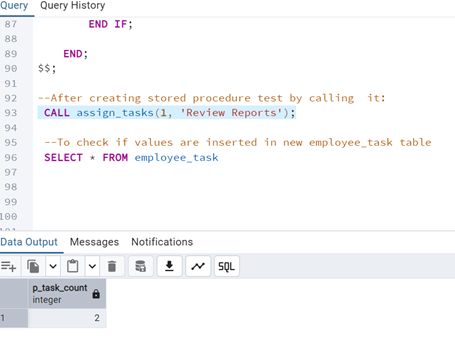 Query Query History
87 END IF;
88
89 END;
90 $$;
91
92 --After creating stored procedure test by calling it:
93 CALL assign_tasks(1, 'Review Reports');
94
95 --To check if values are inserted in new employee_task table
96 SELECT * FROM employee_task
97
98
99
100
Data Output Messages Notifications
SQL
p_task_count
integer
1 2